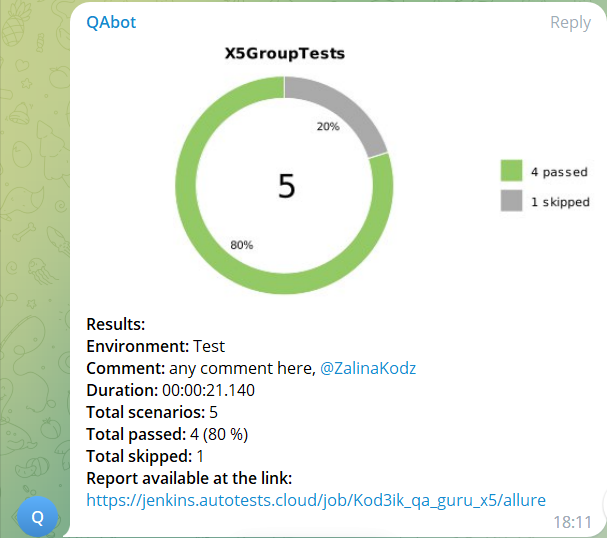 QAbot
Reply
X5GroupTests
20%
5
80%
4 passed
1 skipped
Results:
Environment: Test
Comment: any comment here, @ZalinaKodz
Duration: 00:00:21.140
Total scenarios: 5
Total passed: 4 (80 %)
Total skipped: 1
Report available at the link:
https://jenkins.autotests.cloud/job/Kod3ik_qa_guru_x5/allure
Q
18:11